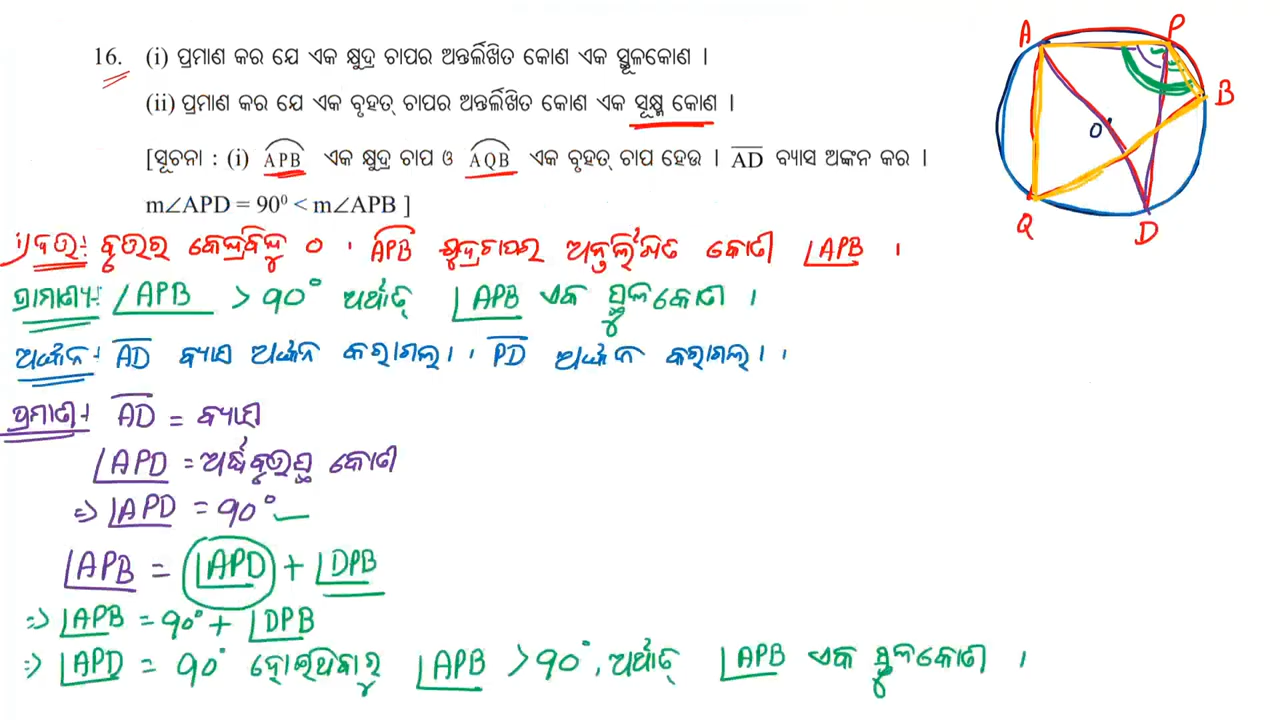 16. (i) ପ୍ରମାଣ କର ଯେ ଏକ କ୍ଷୁଦ୍ର ଚାପର ଅନ୍ତର୍ଲିଖିତ କୋଣ ଏକ ସ୍ଥୂଳକୋଣ ।
(ii) ପ୍ରମାଣ କର ଯେ ଏକ ବୃହତ୍ ଚାପର ଅନ୍ତର୍ଲିଖିତ କୋଣ ଏକ ସୂକ୍ଷ୍ମ କୋଣ ।
[ସୂଚନା : (i) APB ଏକ କ୍ଷୁଦ୍ର ଚାପ ଓ AQB ଏକ ବୃହତ୍ ଚାପ ହେଉ । AD ବ୍ୟାସ ଅଙ୍କନ କର ।
m∠APD = 90⁰ < m∠APB ]
A P B O Q D
i) ଦତ୍ତ : ବୃତ୍ତର କେନ୍ଦ୍ରବିନ୍ଦୁ O । APB କ୍ଷୁଦ୍ରଚାପର ଅନ୍ତର୍ଲିଖିତ କୋଣ ∠APB ।
ପ୍ରାମାଣ୍ୟ : ∠APB > 90° ଅର୍ଥାତ୍ ∠APB ଏକ ସ୍ଥୂଳକୋଣ ।
ଅଙ୍କନ : AD ବ୍ୟାସ ଅଙ୍କନ କରାଗଲା । PD ଅଙ୍କନ କରାଗଲା ।
ପ୍ରମାଣ : AD = ବ୍ୟାସ
∠APD = ଅର୍ଦ୍ଧବୃତ୍ତସ୍ଥ କୋଣ
⇒ ∠APD = 90°
∠APB = ∠APD + ∠DPB
⇒ ∠APB = 90° + ∠DPB
⇒ ∠APD = 90° ହୋଇଥିବାରୁ ∠APB > 90°, ଅର୍ଥାତ୍ ∠APB ଏକ ସ୍ଥୂଳକୋଣ ।